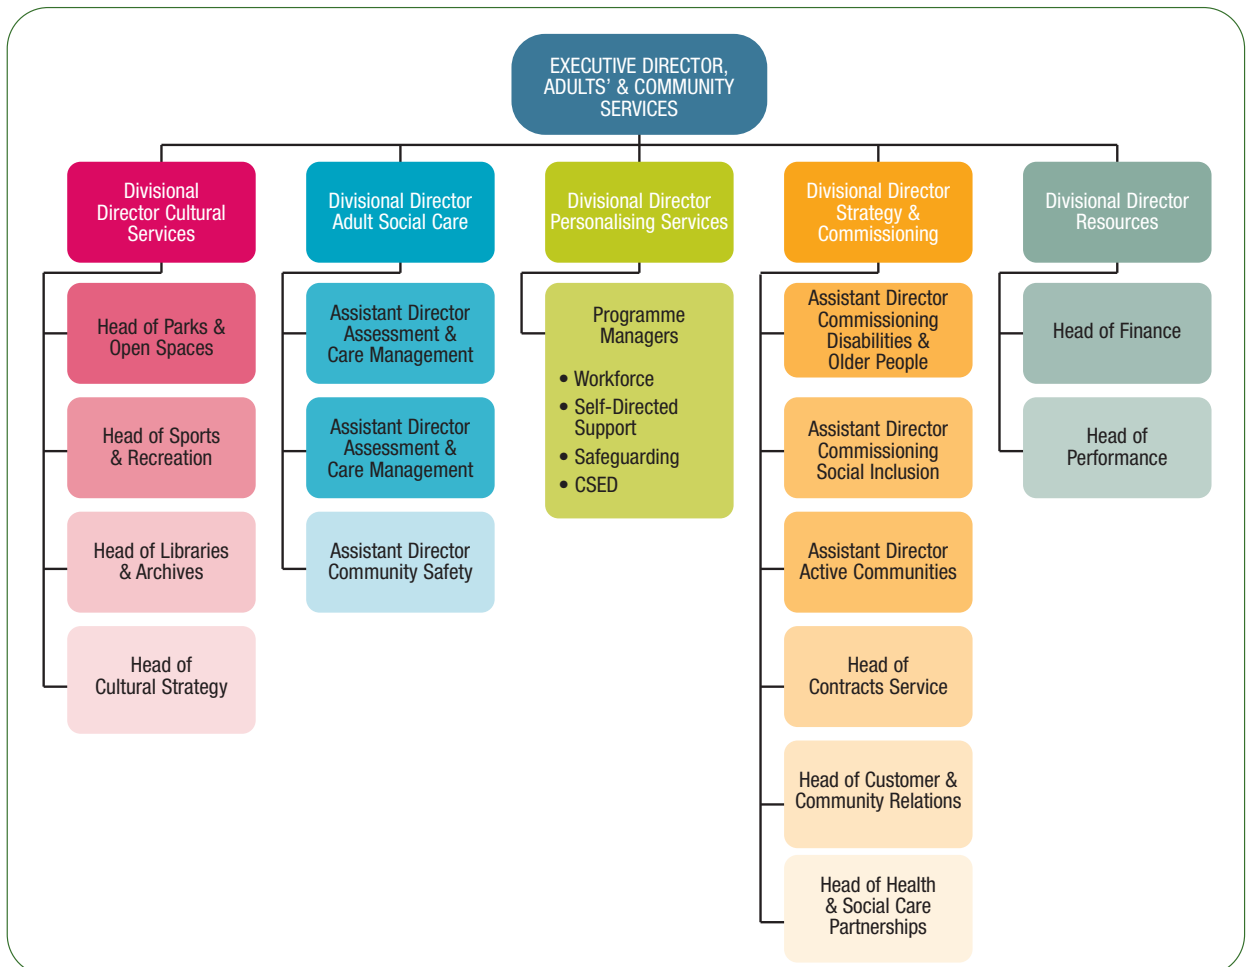 EXECUTIVE DIRECTOR,
ADULTS’ & COMMUNITY
SERVICES
Divisional
Director Cultural
Services
Head of Parks &
Open Spaces
Head of Sports
& Recreation
Head of Libraries
& Archives
Head of
Cultural Strategy
Divisional Director
Adult Social Care
Assistant Director
Assessment &
Care Management
Assistant Director
Assessment &
Care Management
Assistant Director
Community Safety
Divisional Director
Personalising Services
Programme
Managers
• Workforce
• Self-Directed
Support
• Safeguarding
• CSED
Divisional Director
Strategy &
Commissioning
Assistant Director
Commissioning
Disabilities &
Older People
Assistant Director
Commissioning
Social Inclusion
Assistant Director
Active Communities
Head of
Contracts Service
Head of Customer &
Community Relations
Head of Health
& Social Care
Partnerships
Divisional Director
Resources
Head of Finance
Head of
Performance